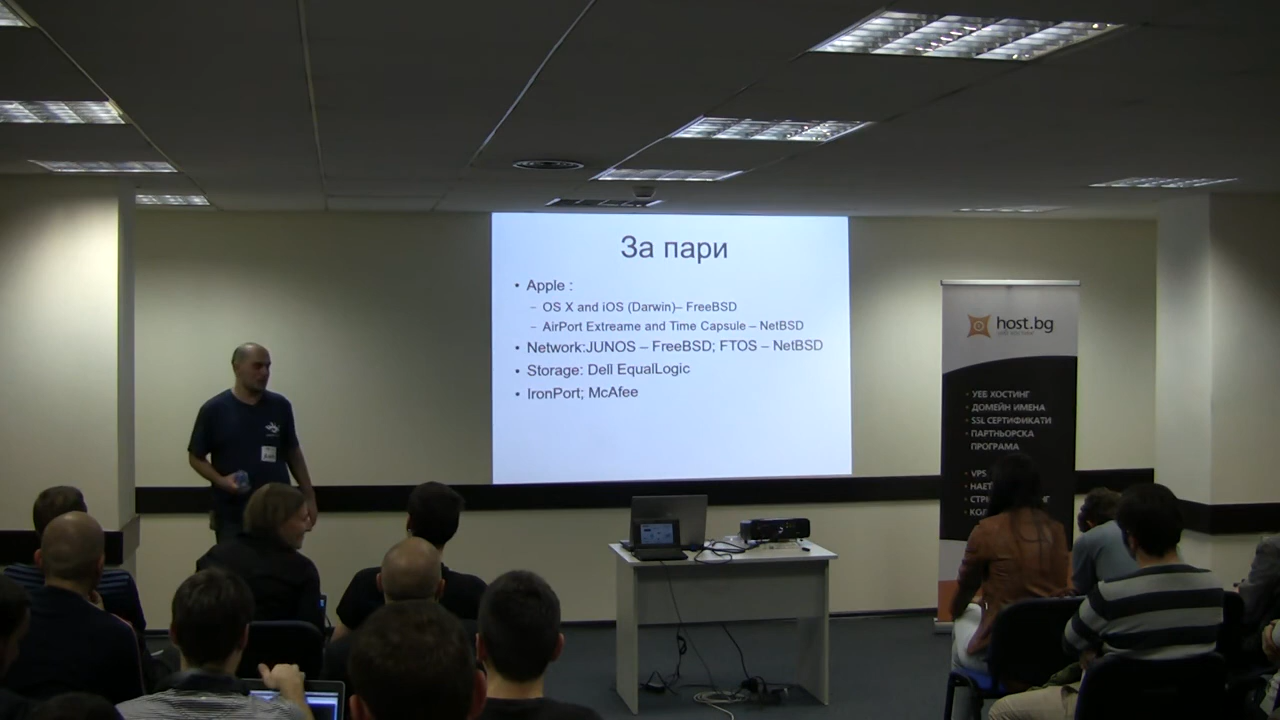 За пари
• Apple :
– OS X and iOS (Darwin)– FreeBSD
– AirPort Extreame and Time Capsule – NetBSD
• Network:JUNOS – FreeBSD; FTOS – NetBSD
• Storage: Dell EqualLogic
• IronPort; McAfee
host.bg
• УЕБ ХОСТИНГ
• ДОМЕЙН ИМЕНА
• SSL СЕРТИФИКАТИ
• ПАРТНЬОРСКА
ПРОГРАМА
• VPS